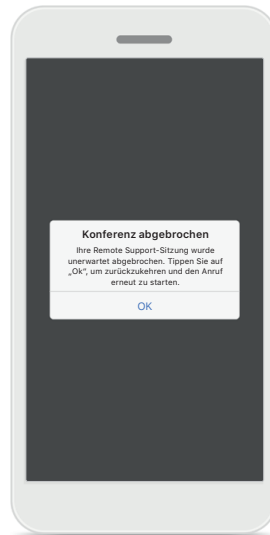 Konferenz abgebrochen
Ihre Remote Support-Sitzung wurde
unerwartet abgebrochen. Tippen Sie auf
„Ok“, um zurückzukehren und den Anruf
erneut zu starten.
OK